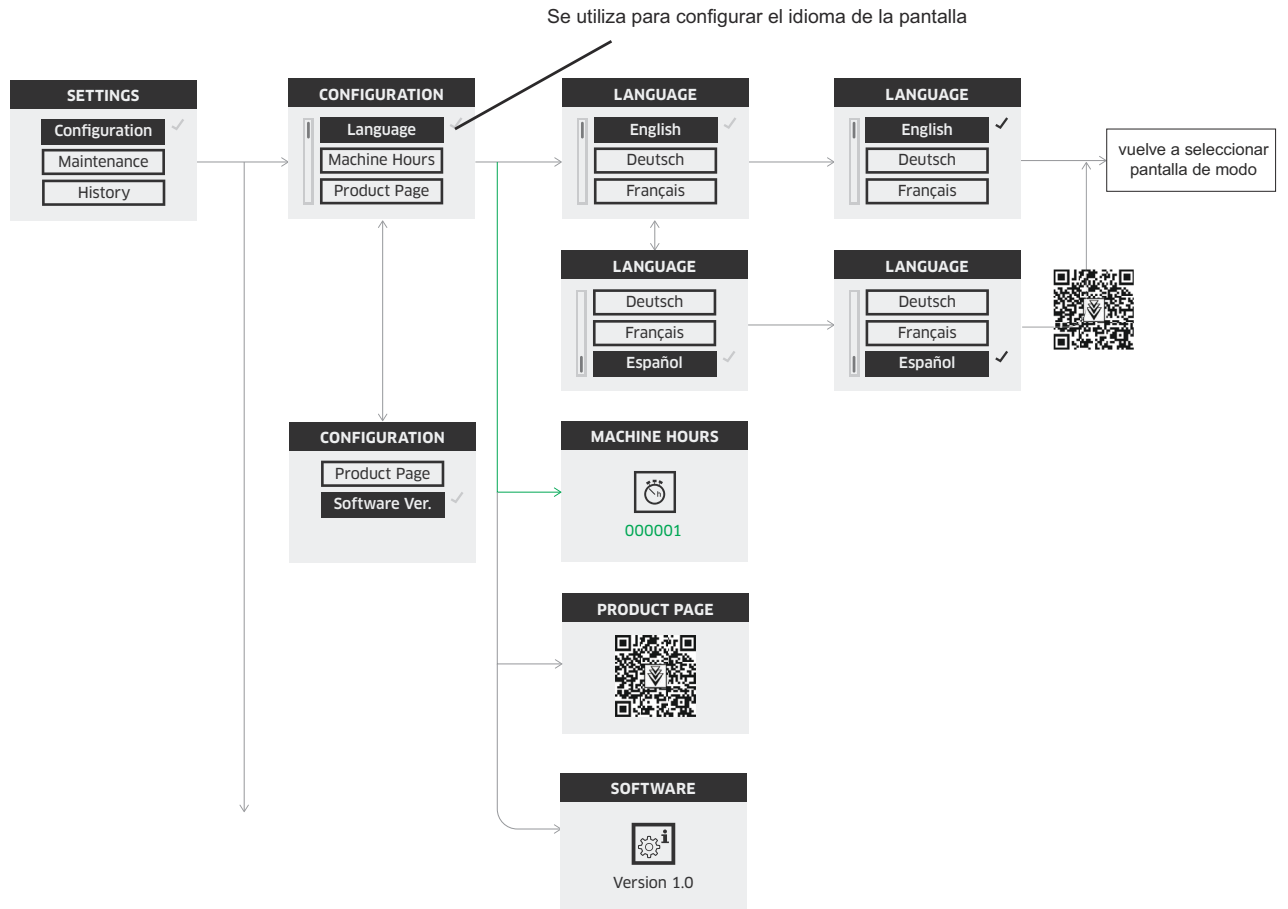 Se utiliza para configurar el idioma de la pantalla
SETTINGS
Configuration
Maintenance
History
CONFIGURATION
Language
Machine Hours
Product Page
LANGUAGE
English
Deutsch
Français
LANGUAGE
English
Deutsch
Français
vuelve a seleccionar
pantalla de modo
LANGUAGE
Deutsch
Français
Español
LANGUAGE
Deutsch
Français
Español
CONFIGURATION
Product Page
Software Ver.
MACHINE HOURS
h
000001
PRODUCT PAGE
SOFTWARE
i
Version 1.0